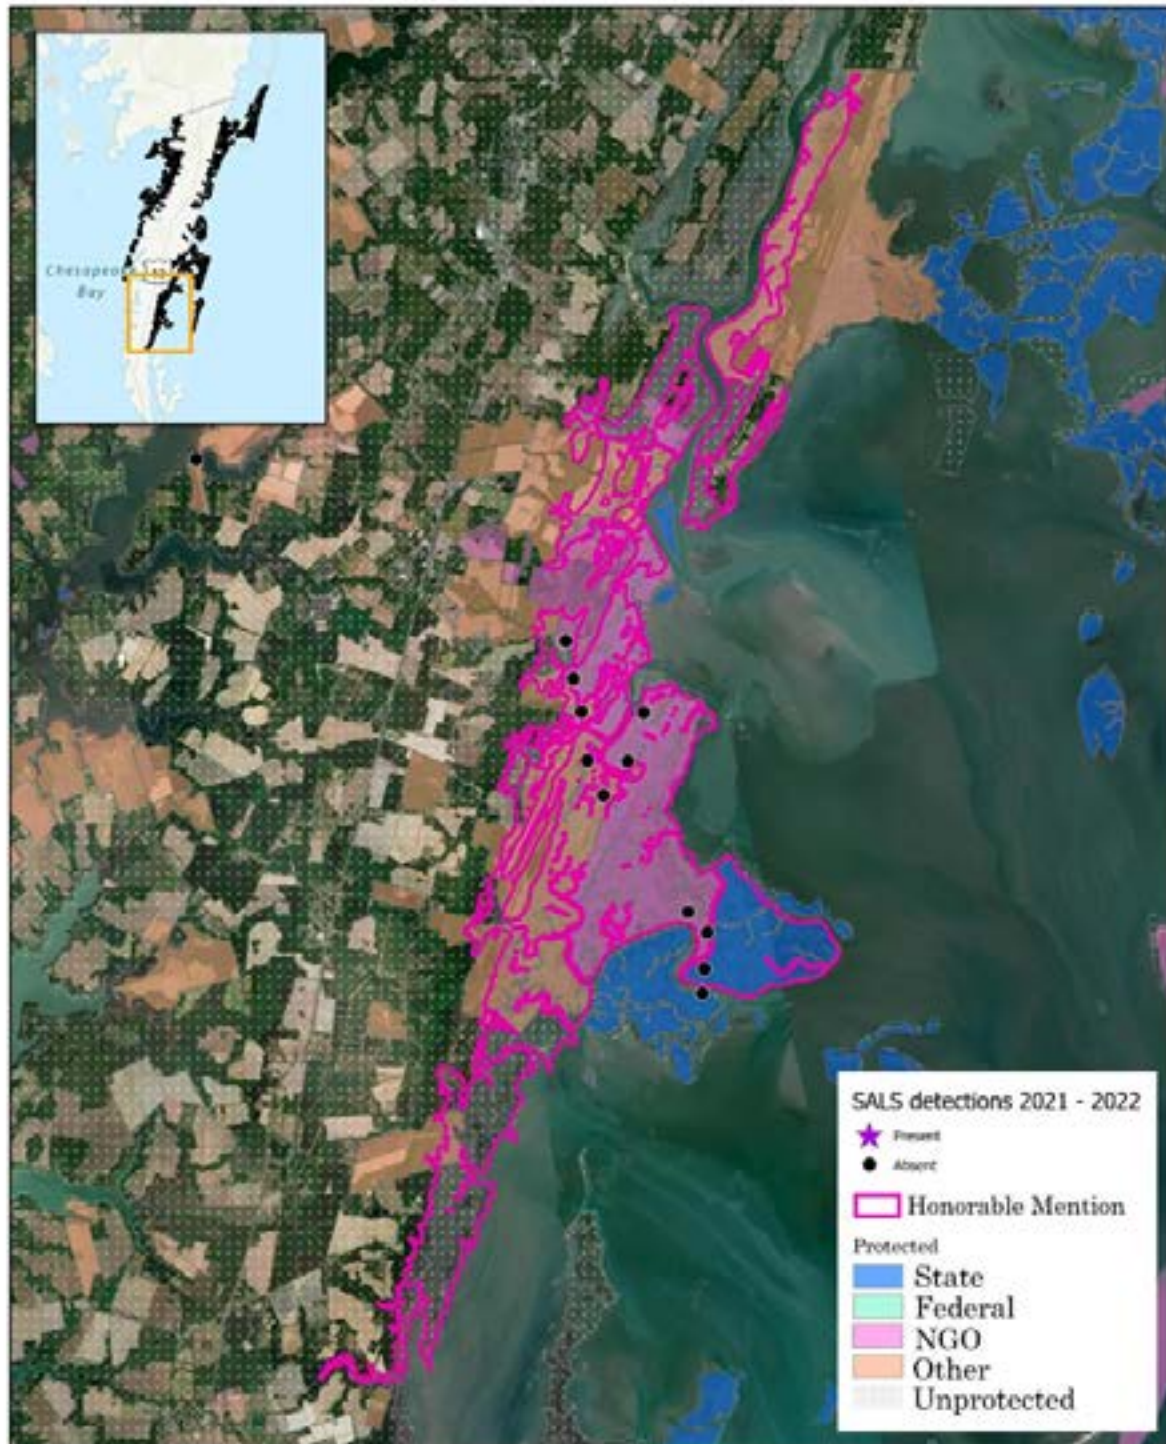 Chesapeake
Bay
SALS detections 2021 - 2022
Present
Absent
Honorable Mention
Protected
State
Federal
NGO
Other
Unprotected